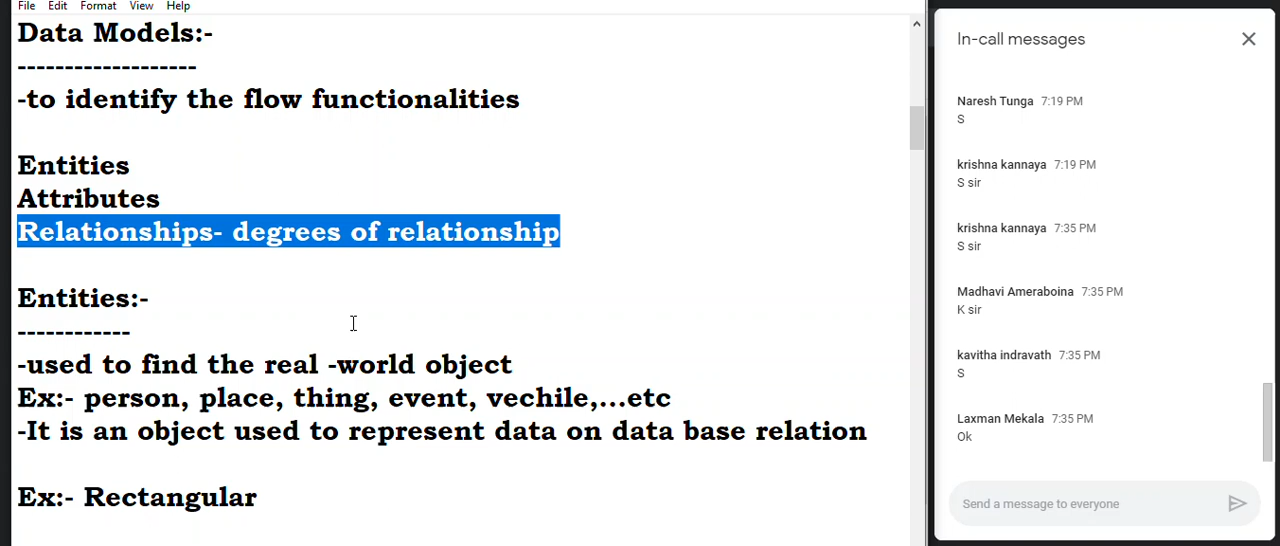 File Edit Format View Help
Data Models:-
-------------------
-to identify the flow functionalities
Entities
Attributes
Relationships- degrees of relationship
Entities:-
------------
-used to find the real -world object
Ex:- person, place, thing, event, vechile,...etc
-It is an object used to represent data on data base relation
Ex:- Rectangular
In-call messages
Naresh Tunga 7:19 PM
S
krishna kannaya 7:19 PM
S sir
krishna kannaya 7:35 PM
S sir
Madhavi Ameraboina 7:35 PM
K sir
kavitha indravath 7:35 PM
S
Laxman Mekala 7:35 PM
Ok
Send a message to everyone